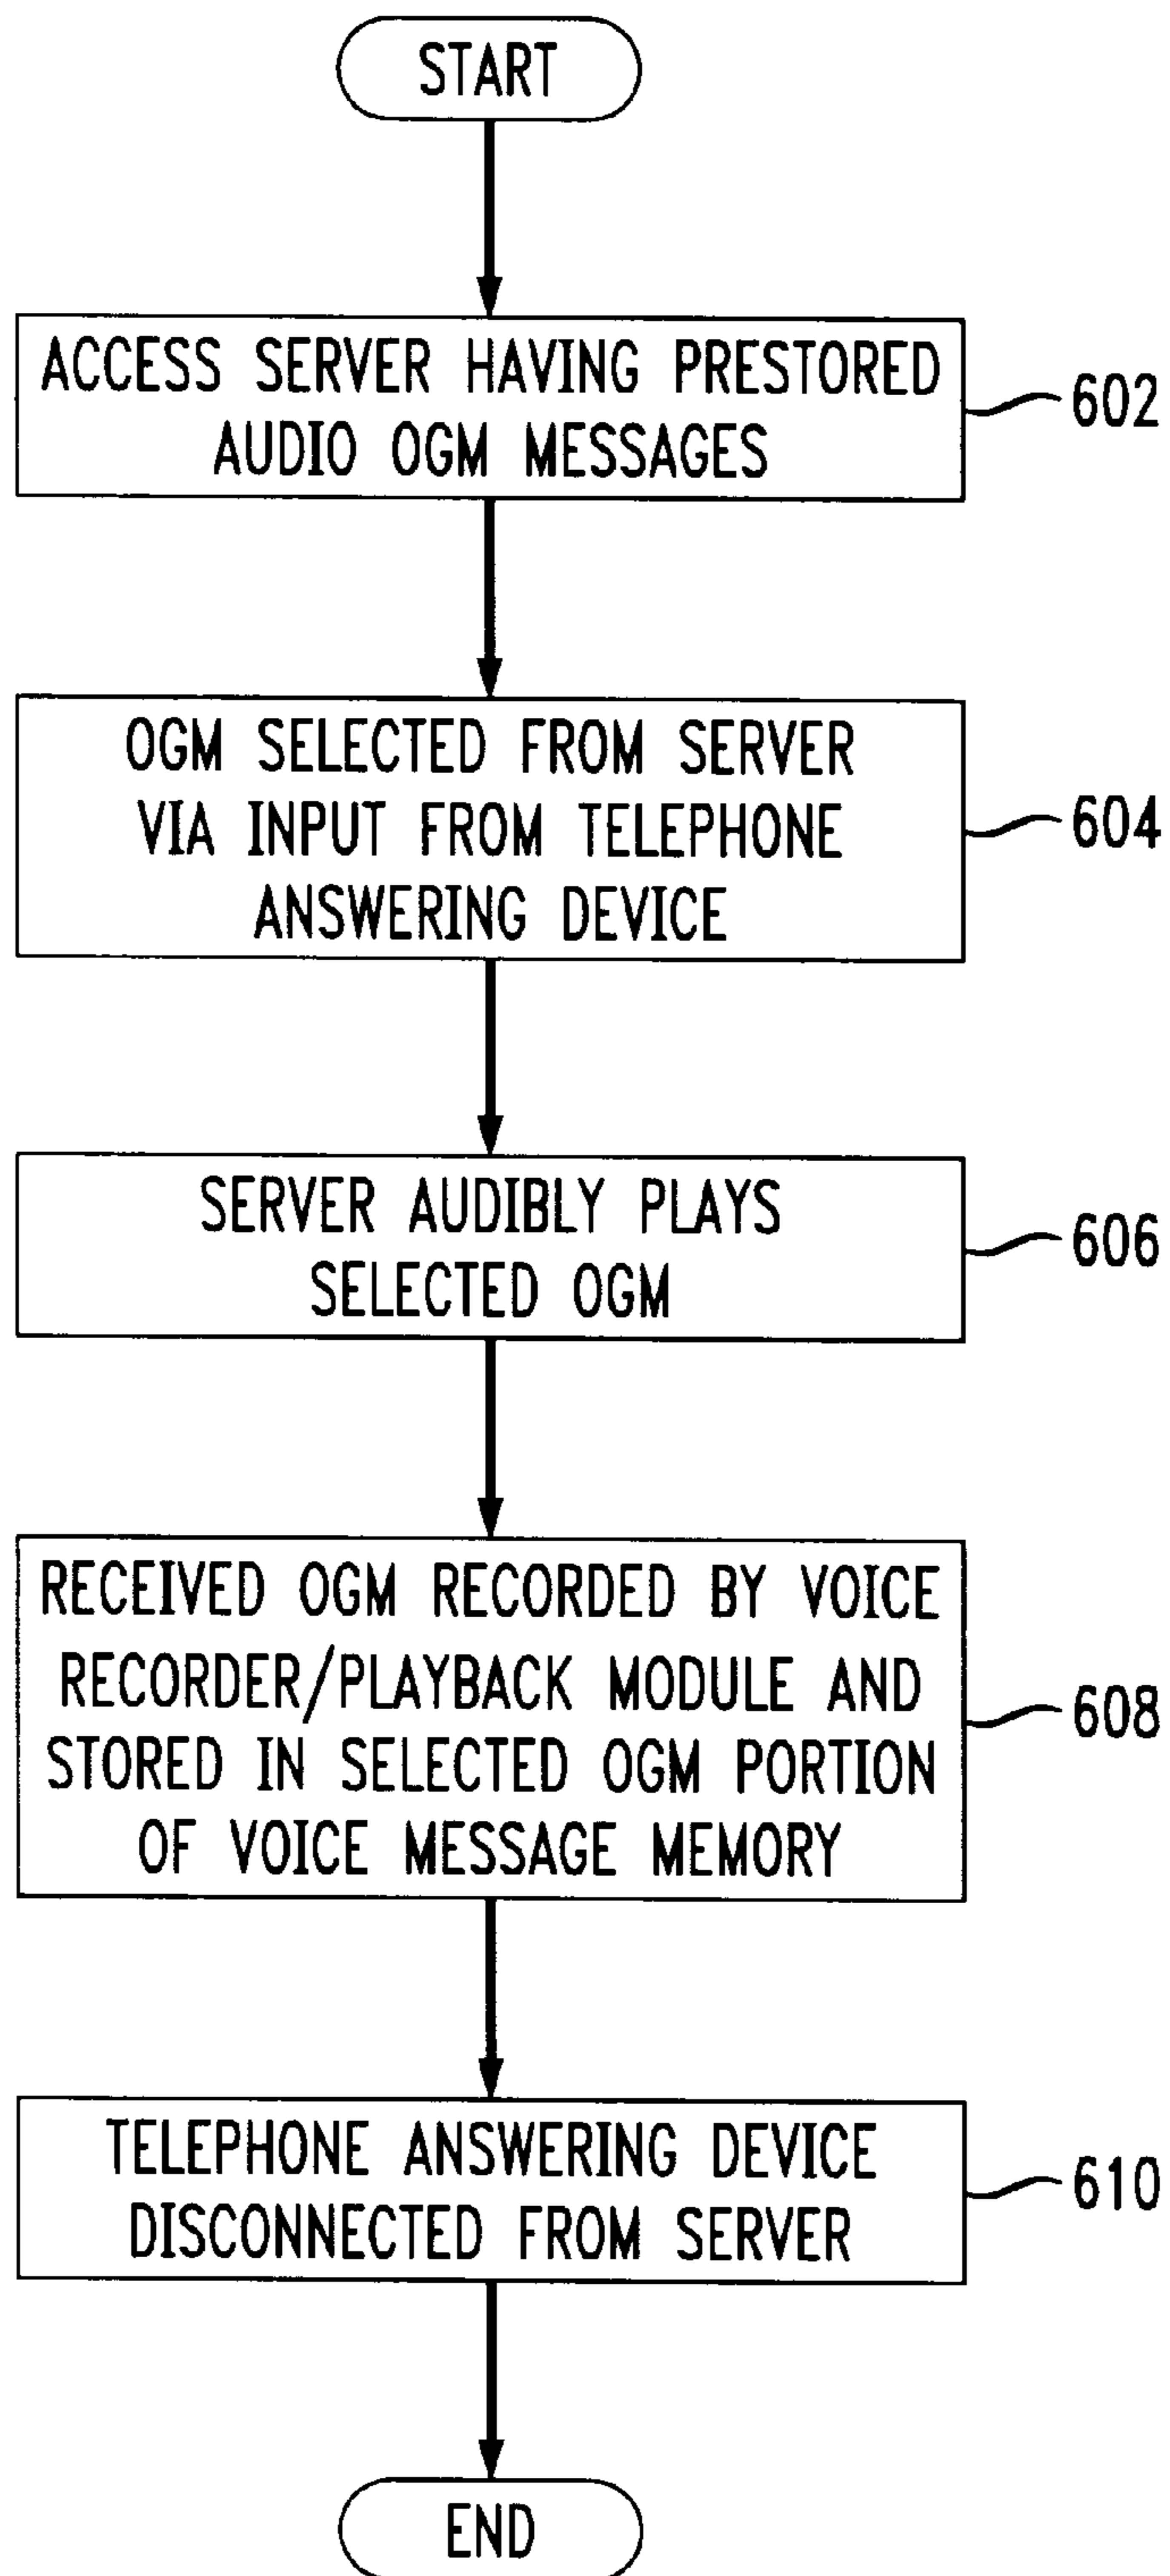 START
ACCESS SERVER HAVING PRESTORED
AUDIO OGM MESSAGES
602
OGM SELECTED FROM SERVER
VIA INPUT FROM TELEPHONE
ANSWERING DEVICE
604
SERVER AUDIBLY PLAYS
SELECTED OGM
606
RECEIVED OGM RECORDED BY VOICE
RECORDER/PLAYBACK MODULE AND
STORED IN SELECTED OGM PORTION
OF VOICE MESSAGE MEMORY
608
TELEPHONE ANSWERING DEVICE
DISCONNECTED FROM SERVER
610
END